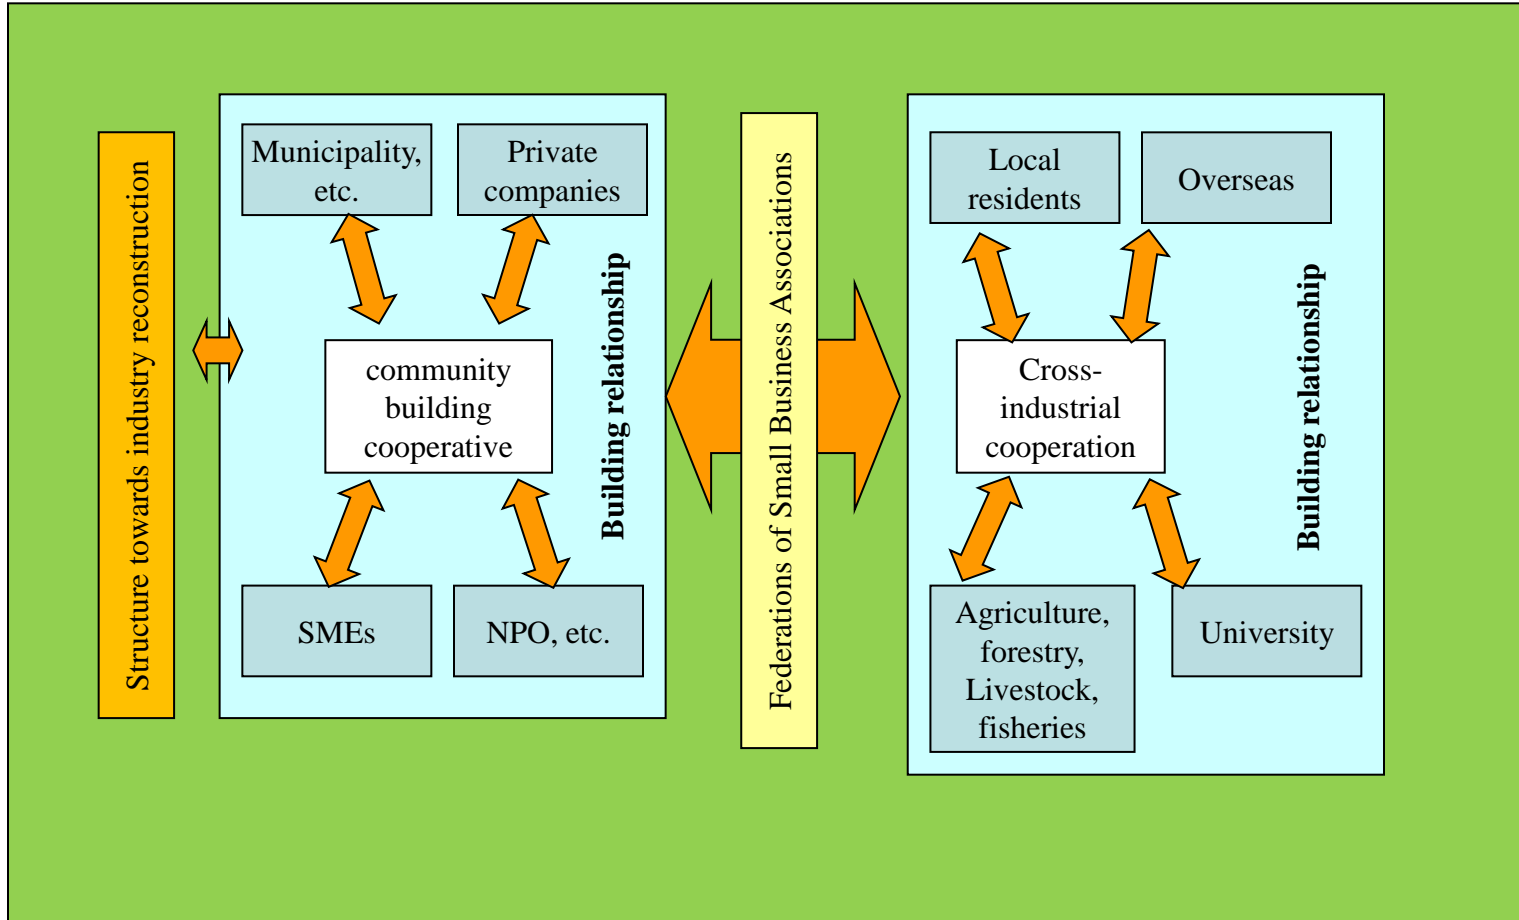 Structure towards industry reconstruction
Municipality,
etc.
Private
companies
community
building
cooperative
Building relationship
SMEs
NPO, etc.
Federations of Small Business Associations
Local
residents
Overseas
Cross-
industrial
cooperation
Building relationship
Agriculture,
forestry,
Livestock,
fisheries
University